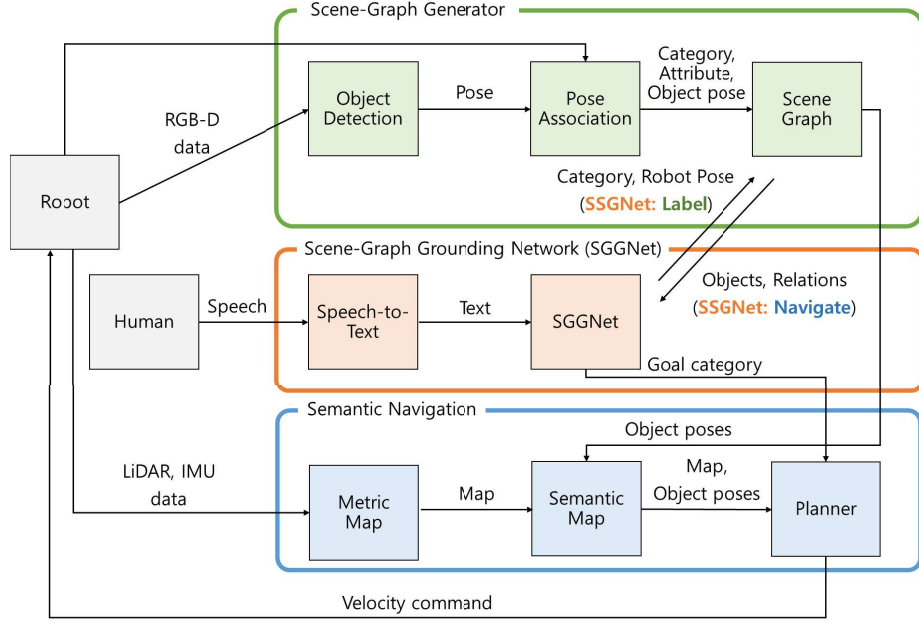 Scene-Graph Generator
Category,
Attribute,
Object pose
Object
Detection
Pose
Pose
Association
Scene
Graph
RGB-D
data
Robot
Category, Robot Pose
(SSGNet: Label)
Scene-Graph Grounding Network (SGGNet)
Objects, Relations
(SSGNet: Navigate)
Human
Speech
Speech-to-
Text
Text
SGGNet
Goal category
Semantic Navigation
Object poses
LiDAR, IMU
data
Metric
Map
Map
Semantic
Map
Map,
Object poses
Planner
Velocity command